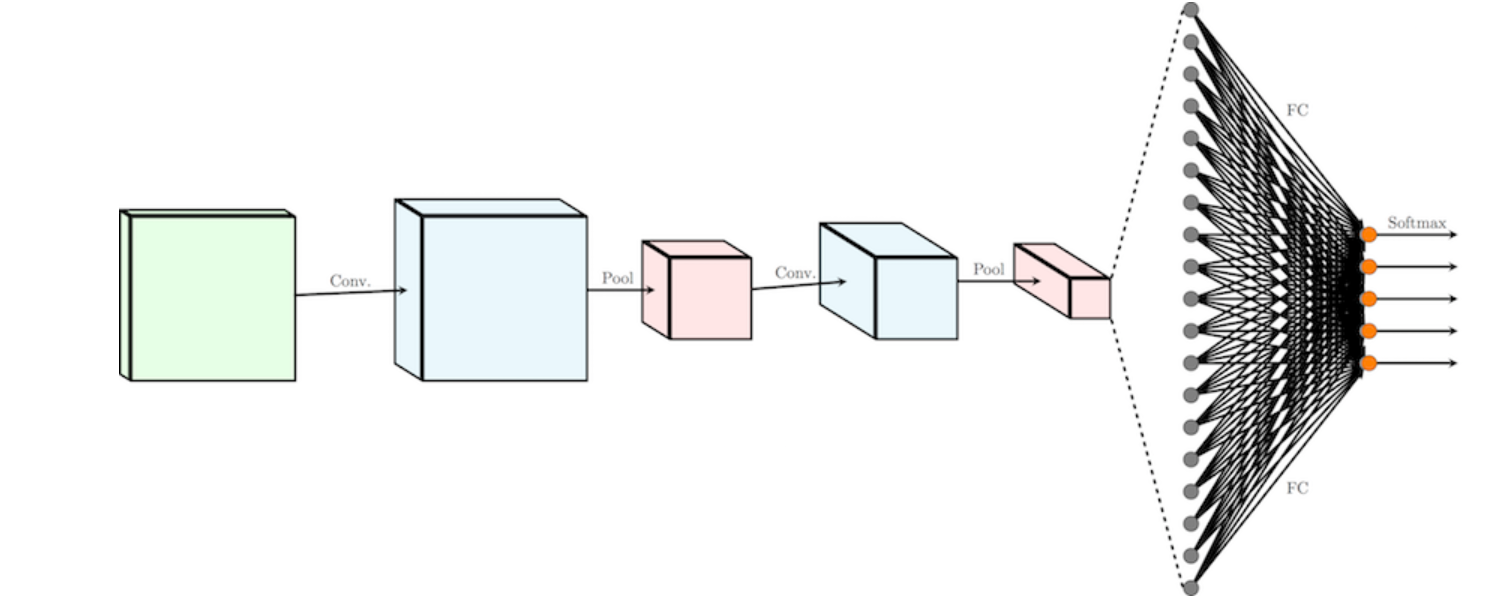 Conv.
Pool
Conv.
Pool
FC
FC
Softmax